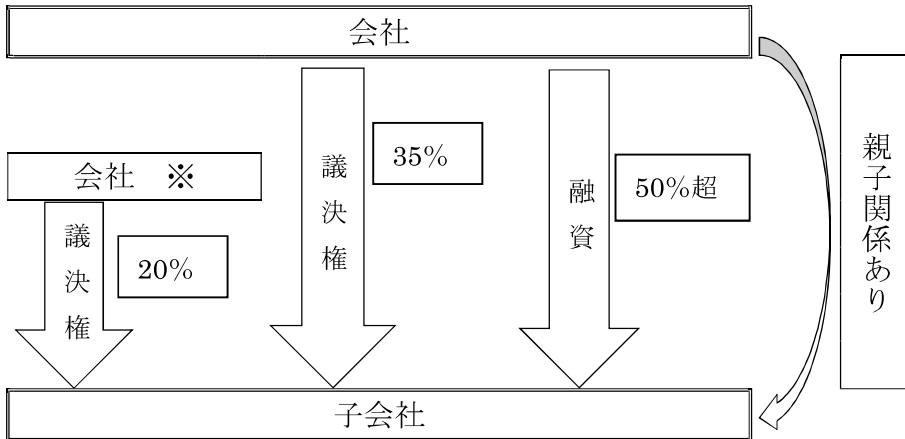 会社
会社　※
議決権
20%
議決権
35%
融資
50%超
親子関係あり
子会社